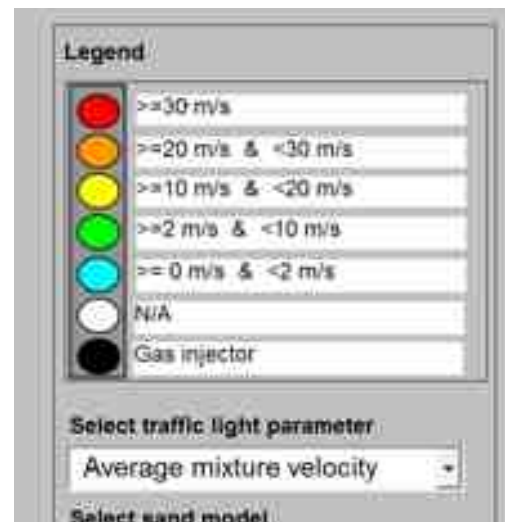 Legend
>=30 m/s
>=20 m/s & <30 m/s
>=10 m/s & <20 m/s
>=2 m/s & <10 m/s
>= 0 m/s & <2 m/s
N/A
Gas injector
Select traffic light parameter
Average mixture velocity
Select sand model